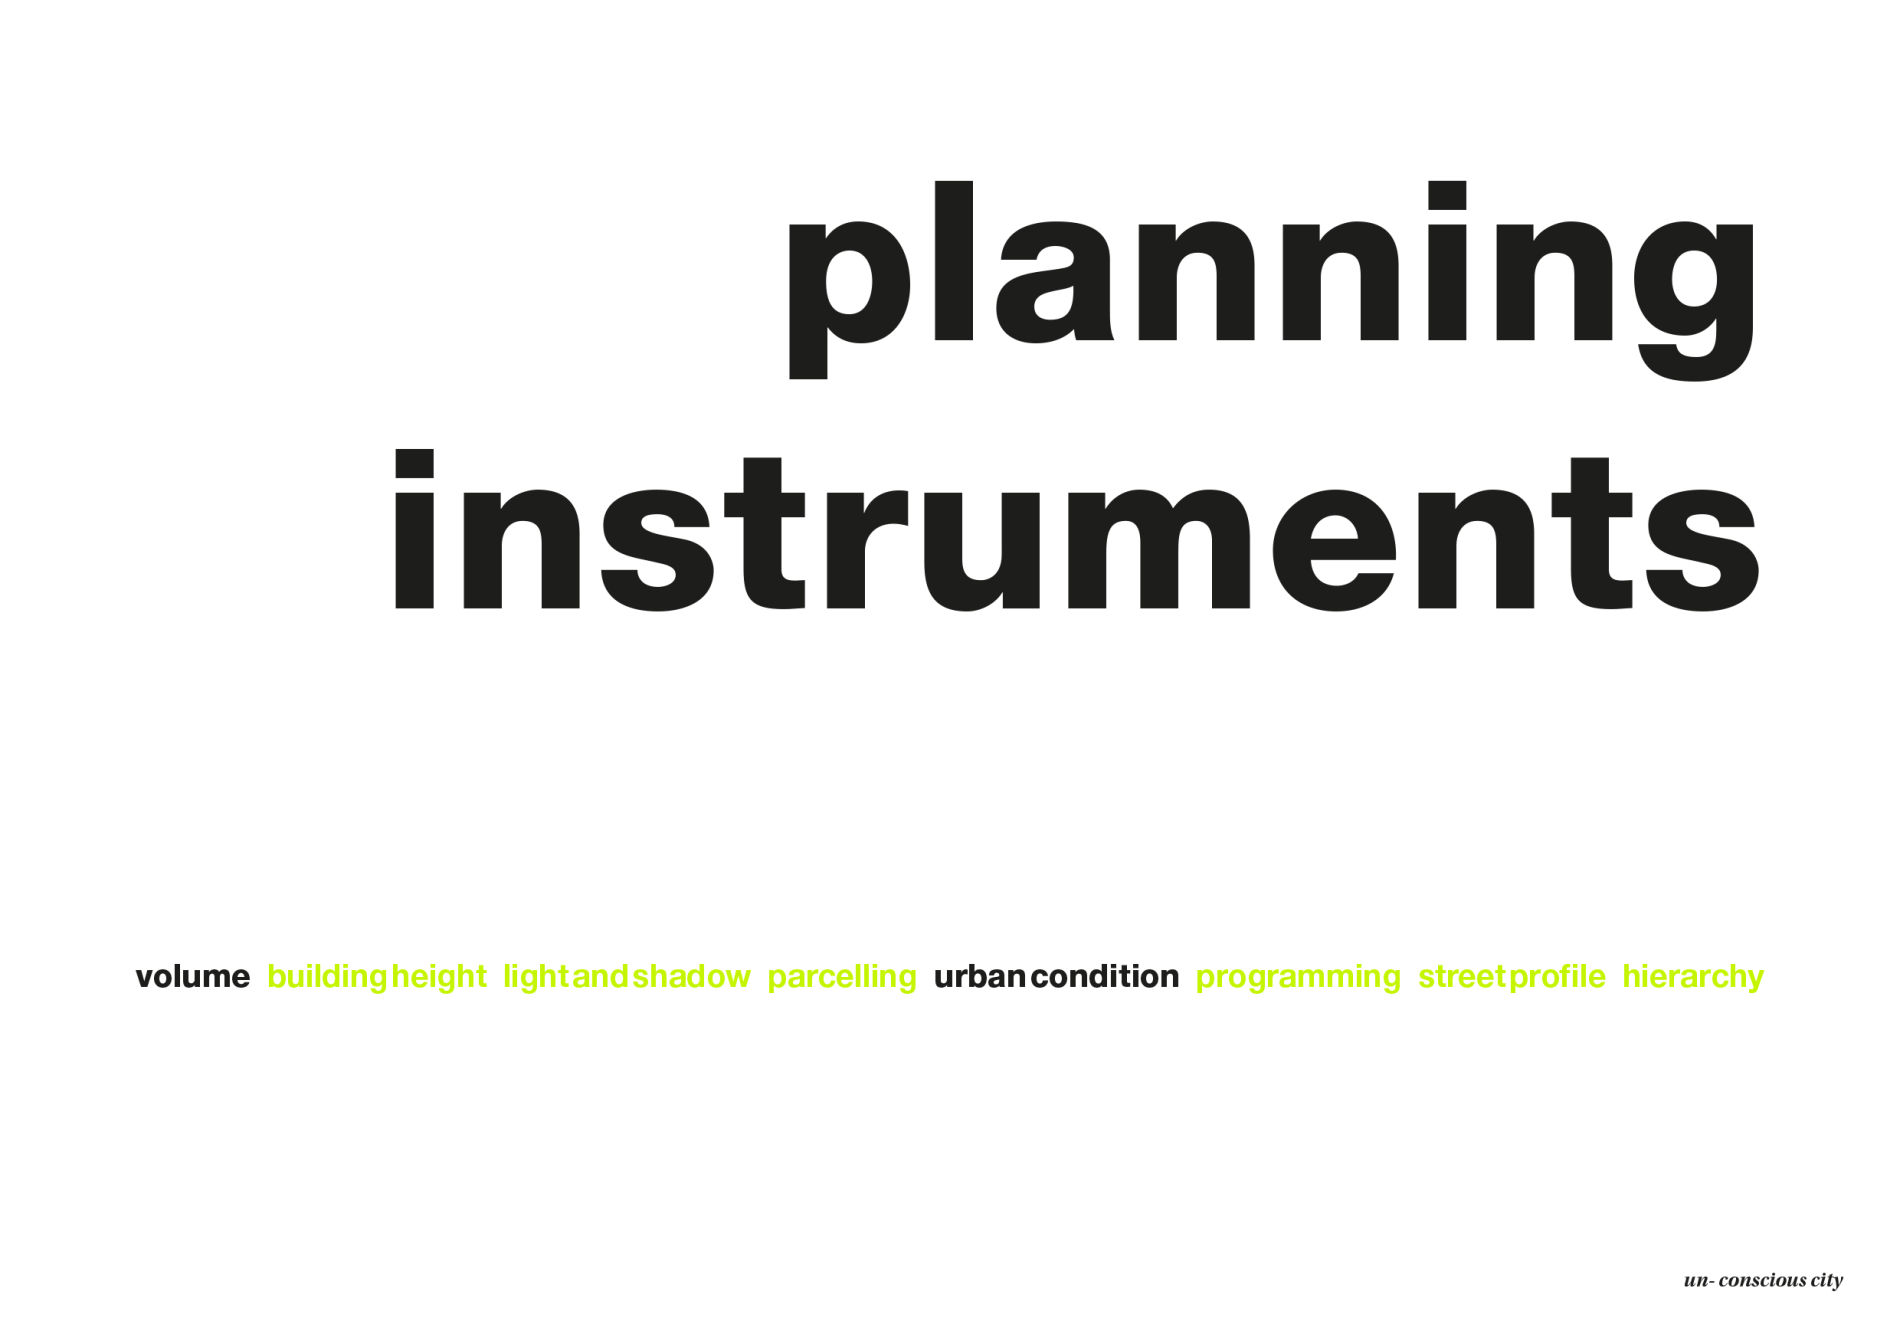 planning
instruments
volume building height light and shadow parcelling urban condition programming street profile hierarchy
un- conscious city